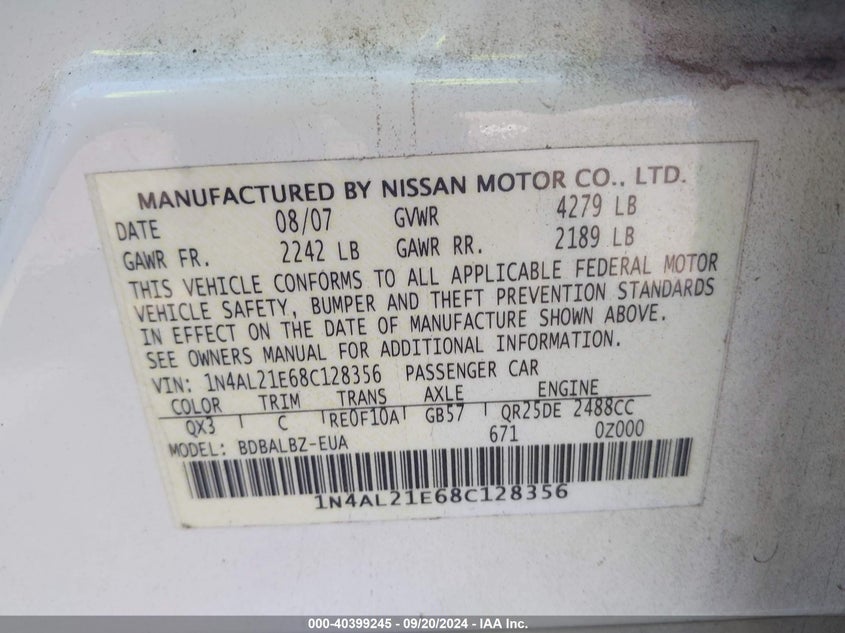 MANUFACTURED BY NISSAN MOTOR CO., LTD.
DATE 08/07 GVWR 4279 LB
GAWR FR. 2242 LB GAWR RR. 2189 LB
THIS VEHICLE CONFORMS TO ALL APPLICABLE FEDERAL MOTOR
VEHICLE SAFETY, BUMPER AND THEFT PREVENTION STANDARDS
IN EFFECT ON THE DATE OF MANUFACTURE SHOWN ABOVE.
SEE OWNERS MANUAL FOR ADDITIONAL INFORMATION.
VIN: 1N4AL21E68C128356 PASSENGER CAR
COLOR TRIM TRANS AXLE ENGINE
QX3 C RE0F10A GB57 QR25DE 2488CC
MODEL: BDBALBZ-EUA 671 0Z000
1N4AL21E68C128356
000-40399245 - 09/20/2024 - IAA Inc.